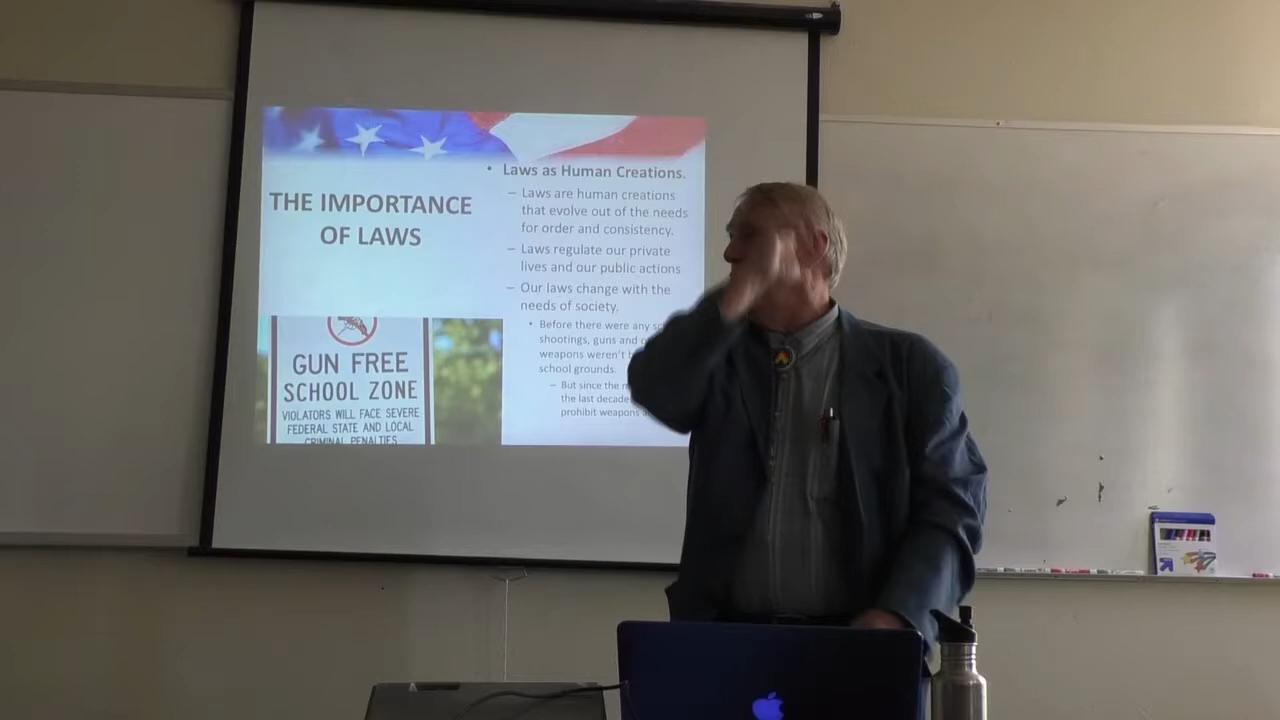 THE IMPORTANCE
OF LAWS
GUN FREE
SCHOOL ZONE
VIOLATORS WILL FACE SEVERE
FEDERAL STATE AND LOCAL
CRIMINAL PENALTIES
• Laws as Human Creations.
– Laws are human creations
that evolve out of the needs
for order and consistency.
– Laws regulate our private
lives and our public actions
– Our laws change with the
needs of society.
• Before there were any
shootings, guns and
weapons weren't
school grounds.
– But since the
the last decade
prohibit weapons